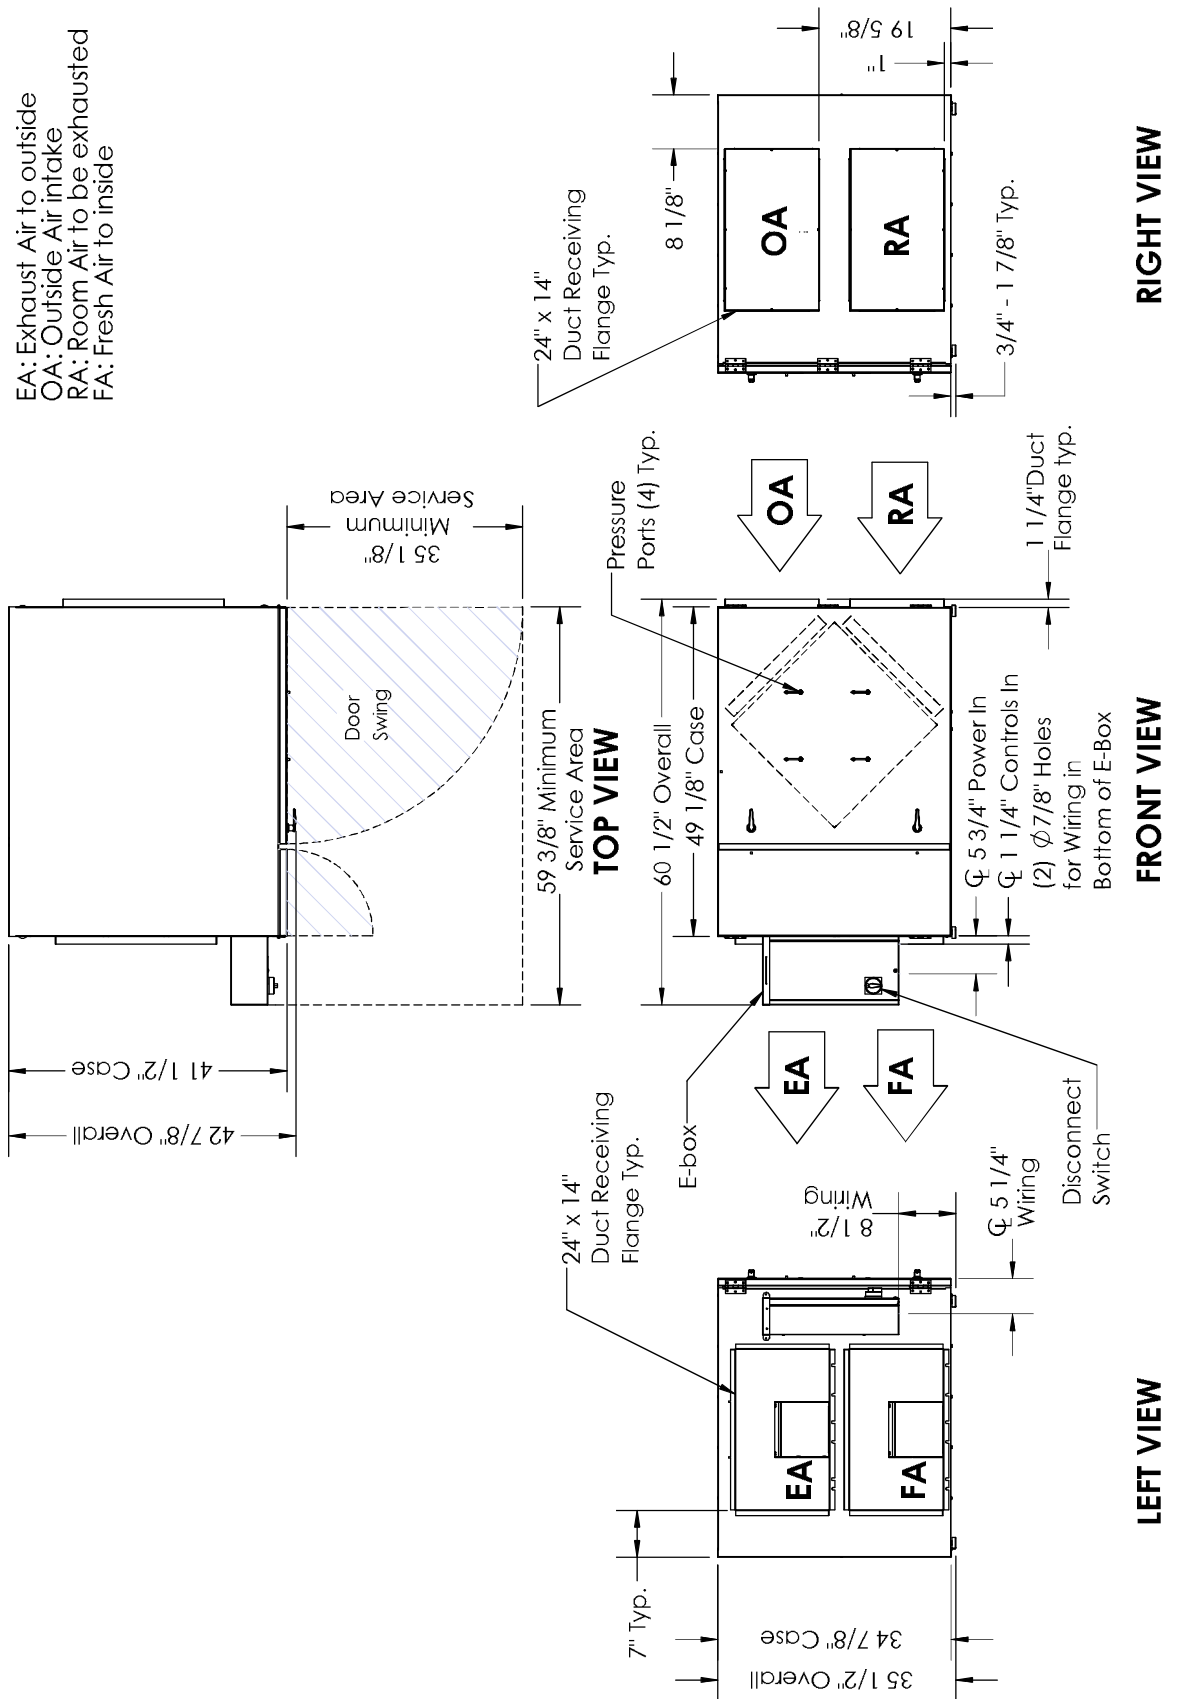 EA: Exhaust Air to outside
OA: Outside Air intake
RA: Room Air to be exhausted
FA: Fresh Air to inside
42 7/8" Overall
41 1/2" Case
Door
Swing
35 1/8"
Minimum
Service Area
59 3/8" Minimum
Service Area
TOP VIEW
24" x 14"
Duct Receiving
Flange Typ.
7" Typ.
EA
FA
35 1/2" Overall
34 7/8" Case
8 1/2"
Wiring
℄ 5 1/4"
Wiring
LEFT VIEW
E-box
EA
FA
Disconnect
Switch
60 1/2" Overall
49 1/8" Case
Pressure
Ports (4) Typ.
OA
RA
℄ 5 3/4" Power In
℄ 1 1/4" Controls In
(2) Ø7/8" Holes
for Wiring in
Bottom of E-Box
1 1/4"Duct
Flange typ.
FRONT VIEW
24" x 14"
Duct Receiving
Flange Typ.
8 1/8"
OA
RA
19 5/8"
1"
3/4" - 1 7/8" Typ.
RIGHT VIEW